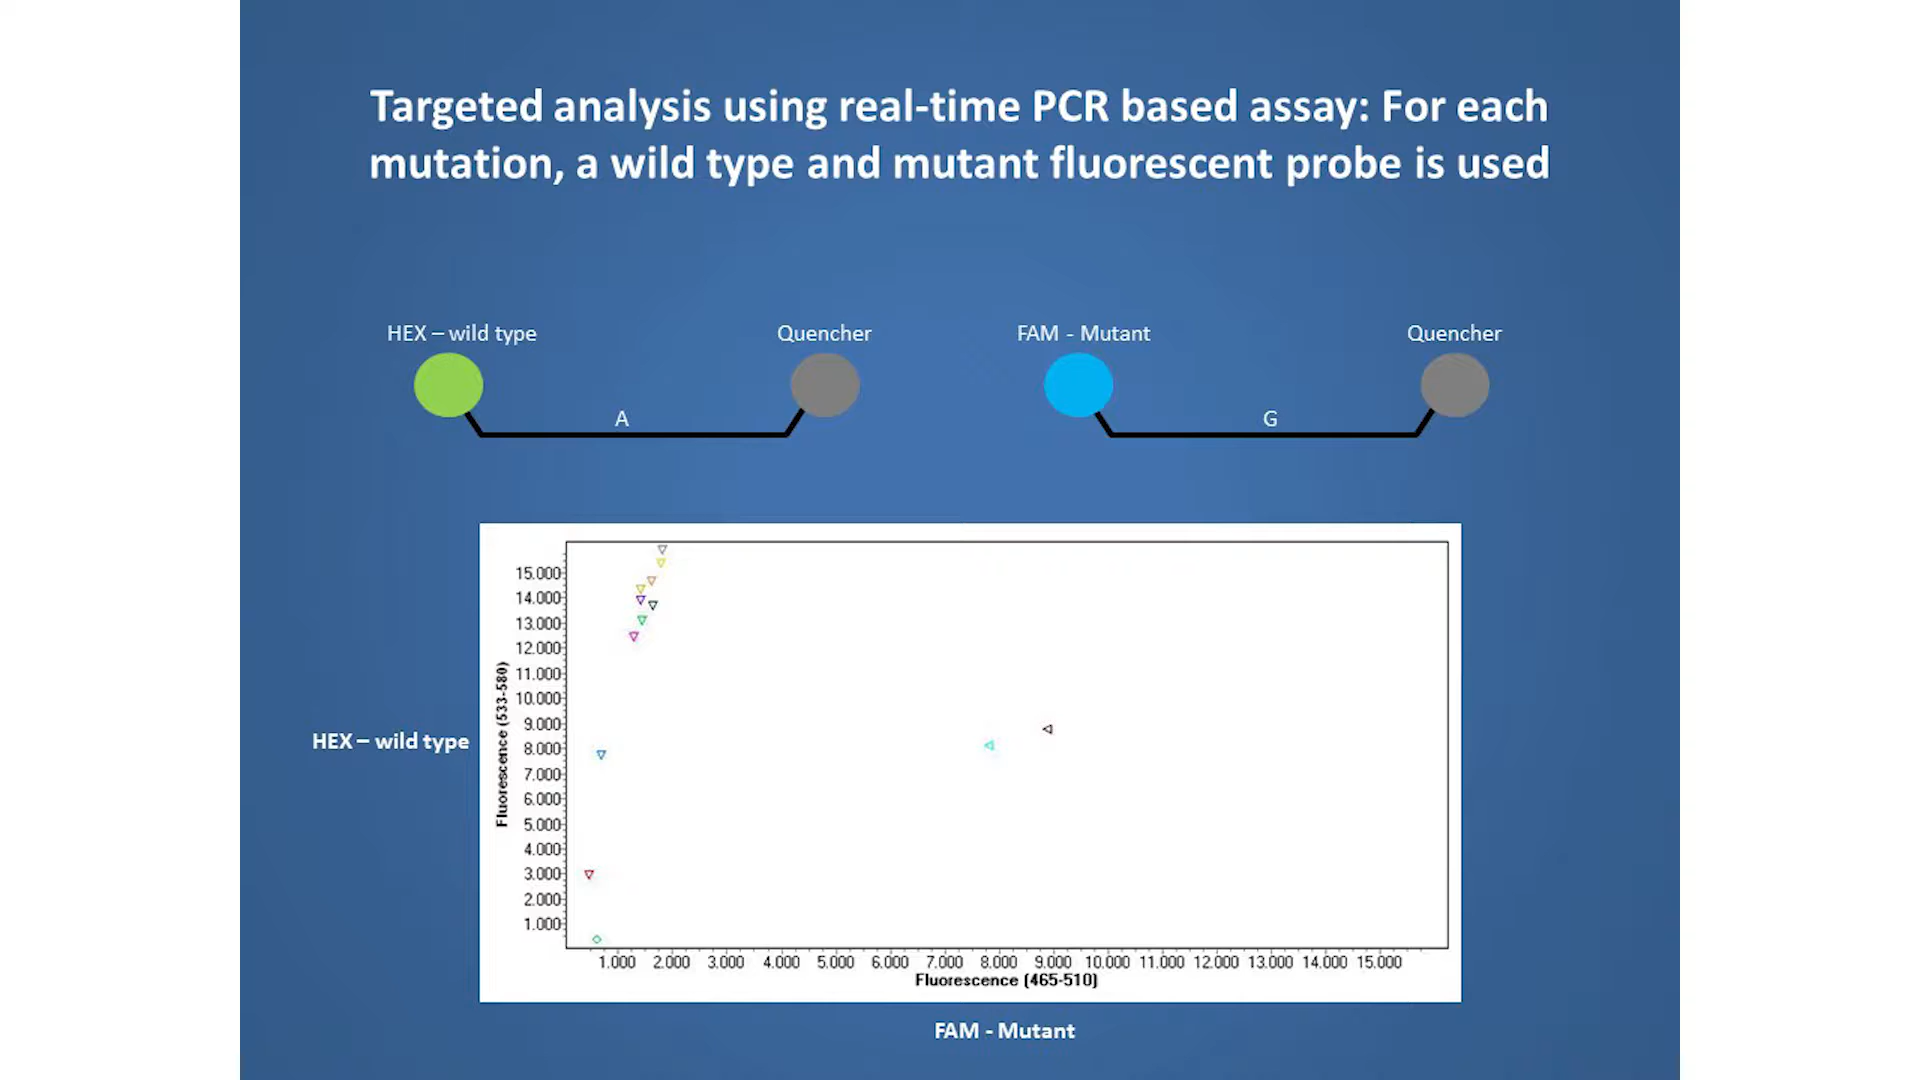 Targeted analysis using real-time PCR based assay: For each
mutation, a wild type and mutant fluorescent probe is used
HEX – wild type
Quencher
FAM - Mutant
Quencher
A
G
15.000
14.000
13.000
12.000
11.000
10.000
9.000
8.000
7.000
6.000
5.000
4.000
3.000
2.000
1.000
Fluorescence (533-580)
HEX – wild type
1.000 2.000 3.000 4.000 5.000 6.000 7.000 8.000 9.000 10.000 11.000 12.000 13.000 14.000 15.000
Fluorescence (465-510)
FAM - Mutant